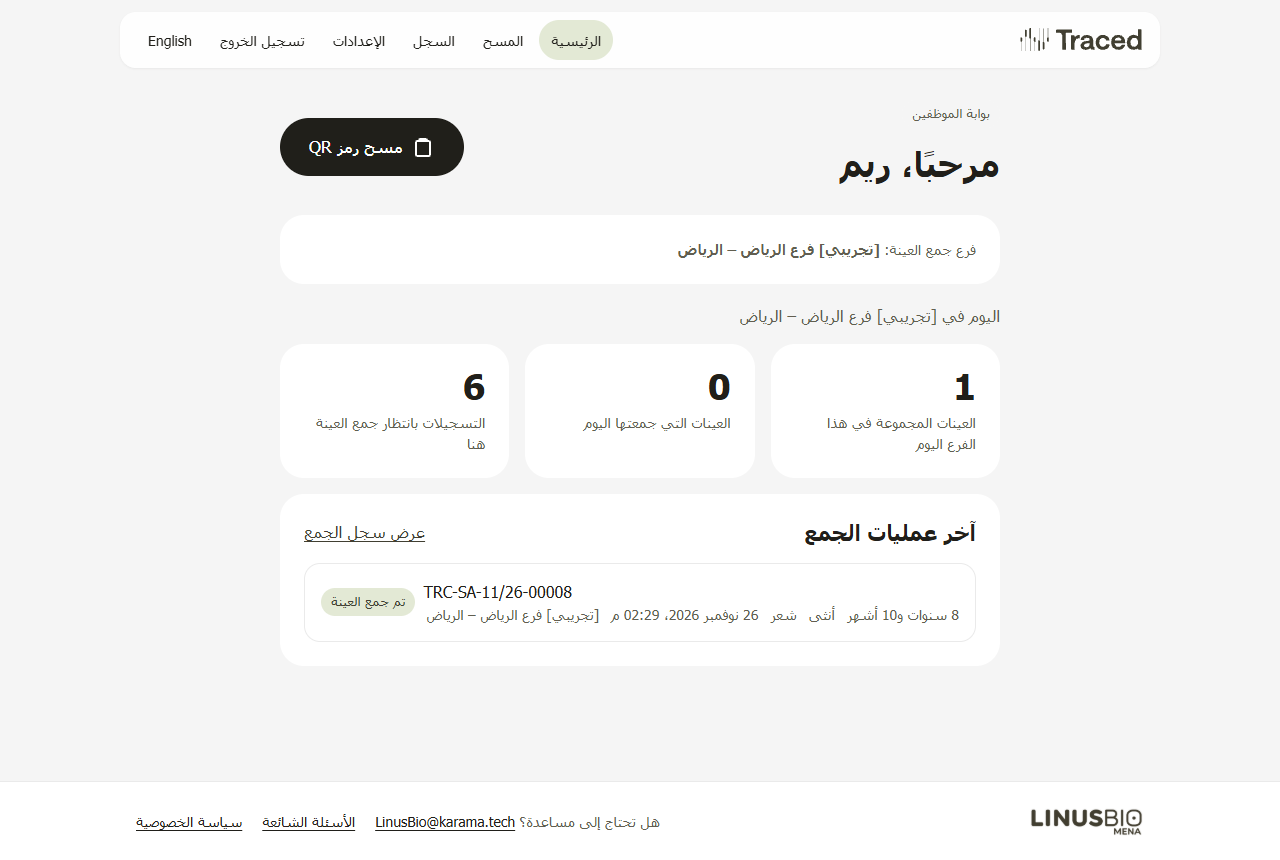 Traced
الرئيسية
المسح
السجل
الإعدادات
تسجيل الخروج
English
بوابة الموظفين
مرحبًا، ريم
مسح رمز QR
فرع جمع العينة: [تجريبي] فرع الرياض – الرياض
اليوم في [تجريبي] فرع الرياض – الرياض
1
العينات المجموعة في هذا
الفرع اليوم
0
العينات التي جمعتها اليوم
6
التسجيلات بانتظار جمع العينة
هنا
آخر عمليات الجمع
عرض سجل الجمع
TRC-SA-11/26-00008
8 سنوات و10 أشهر أنثى شعر 26 نوفمبر 2026، 02:29 م [تجريبي] فرع الرياض – الرياض
تم جمع العينة
LINUSBIO
MENA
هل تحتاج إلى مساعدة؟ LinusBio@karama.tech
الأسئلة الشائعة
سياسة الخصوصية